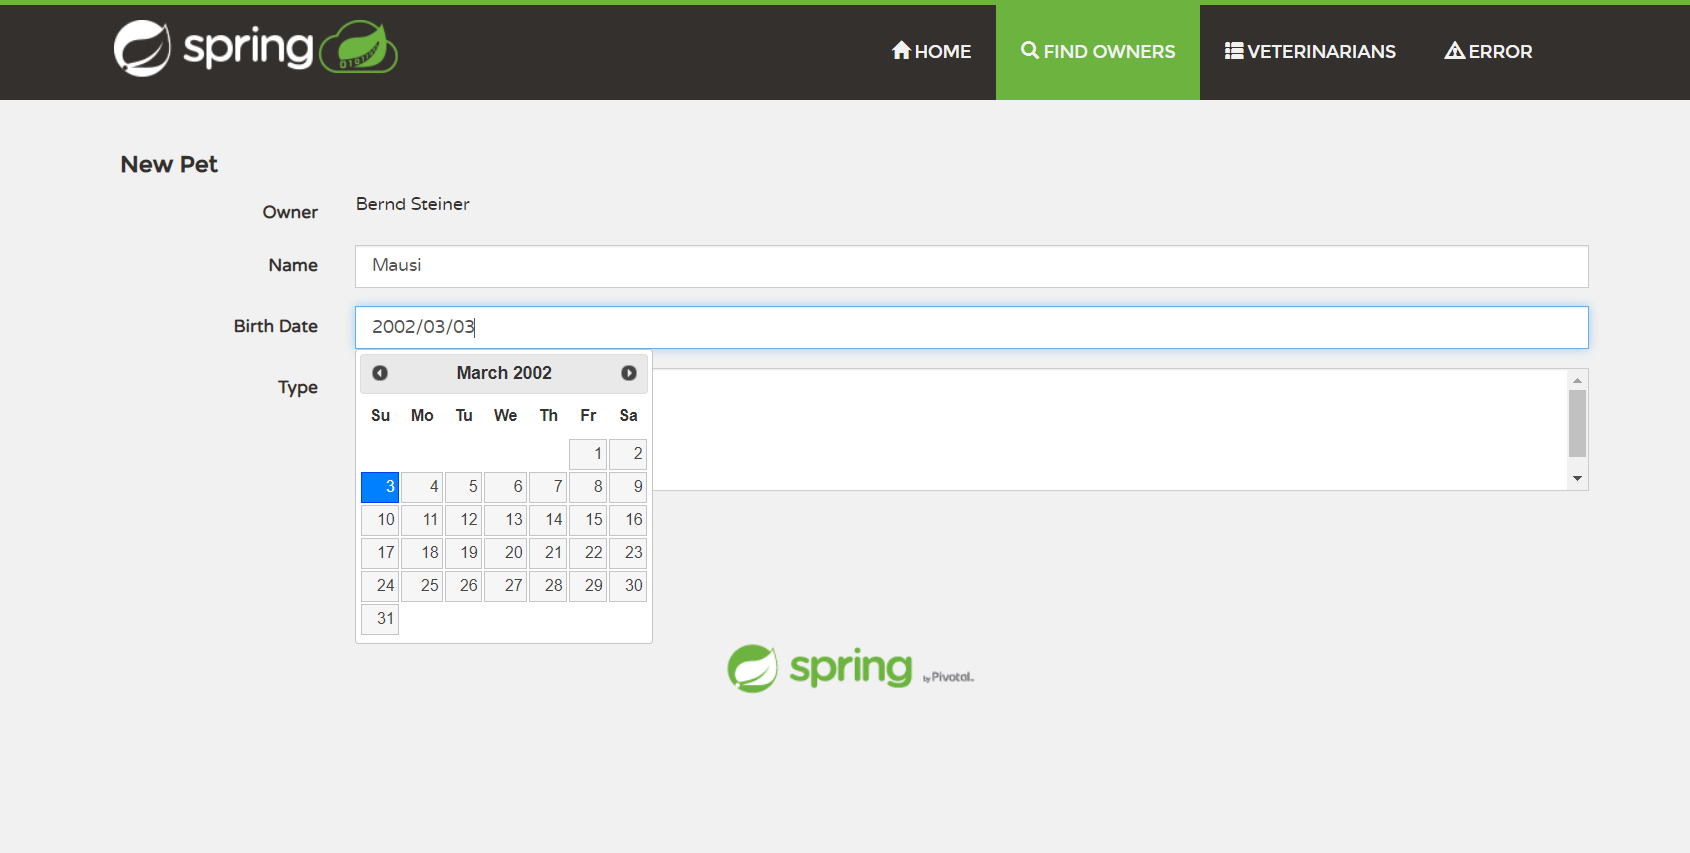 spring
HOME
FIND OWNERS
VETERINARIANS
ERROR
New Pet
Owner
Bernd Steiner
Name
Mausi
Birth Date
2002/03/03
Type
March 2002
Su Mo Tu We Th Fr Sa
1 2
3 4 5 6 7 8 9
10 11 12 13 14 15 16
17 18 19 20 21 22 23
24 25 26 27 28 29 30
31
spring by Pivotal